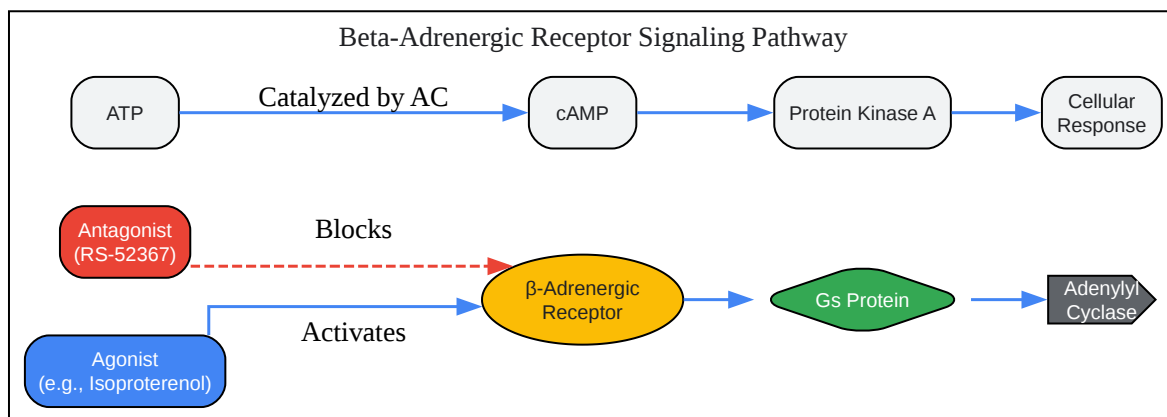 Beta-Adrenergic Receptor Signaling Pathway
ATP
Catalyzed by AC
cAMP
Protein Kinase A
Cellular
Response
Antagonist
(RS-52367)
Blocks
β-Adrenergic
Receptor
Gs Protein
Adenylyl
Cyclase
Activates
Agonist
(e.g., Isoproterenol)